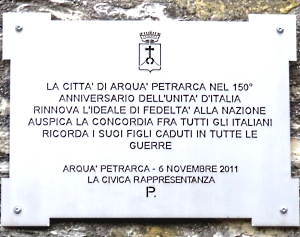 LA CITTA' DI ARQUA' PETRARCA NEL 150°
ANNIVERSARIO DELL'UNITA' D'ITALIA
RINNOVA L'IDEALE DI FEDELTA' ALLA NAZIONE
AUSPICA LA CONCORDIA FRA TUTTI GLI ITALIANI
RICORDA I SUOI FIGLI CADUTI IN TUTTE LE
GUERRE
ARQUA' PETRARCA - 6 NOVEMBRE 2011
LA CIVICA RAPPRESENTANZA
P.